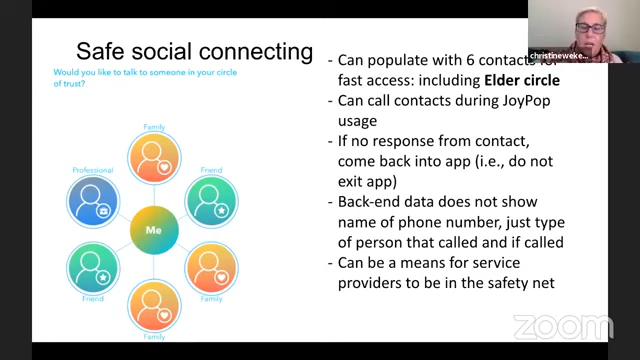 Safe social connecting
Would you like to talk to someone in your circle
of trust?
Family
Professional
Friend
Me
Friend
Family
Family
- Can populate with 6 contacts for
fast access: including Elder circle
- Can call contacts during JoyPop
usage
- If no response from contact,
come back into app (i.e., do not
exit app)
- Back-end data does not show
name of phone number, just type
of person that called and if called
- Can be a means for service
providers to be in the safety net
christineweke...
zoom